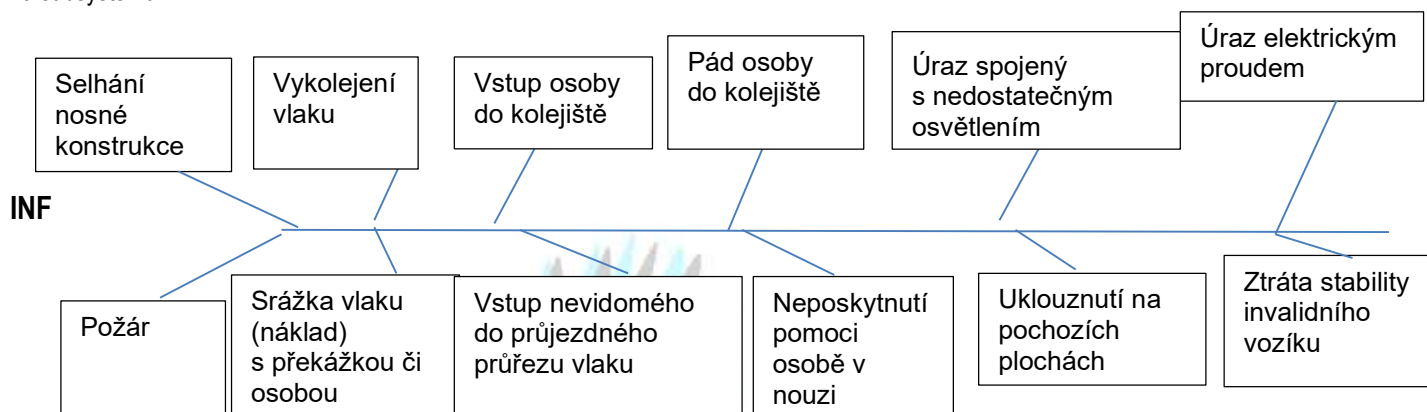 Selhání
nosné
konstrukce
Vykolejení
vlaku
Vstup osoby
do kolejiště
Pád osoby
do kolejiště
Úraz spojený
s nedostatečným
osvětlením
Úraz elektrickým
proudem
INF
Požár
Srážka vlaku
(náklad)
s překážkou či
osobou
Vstup nevidomého
do průjezdného
průřezu vlaku
Neposkytnutí
pomoci
osobě v
nouzi
Uklouznutí na
pochozích
plochách
Ztráta stability
invalidního
vozíku